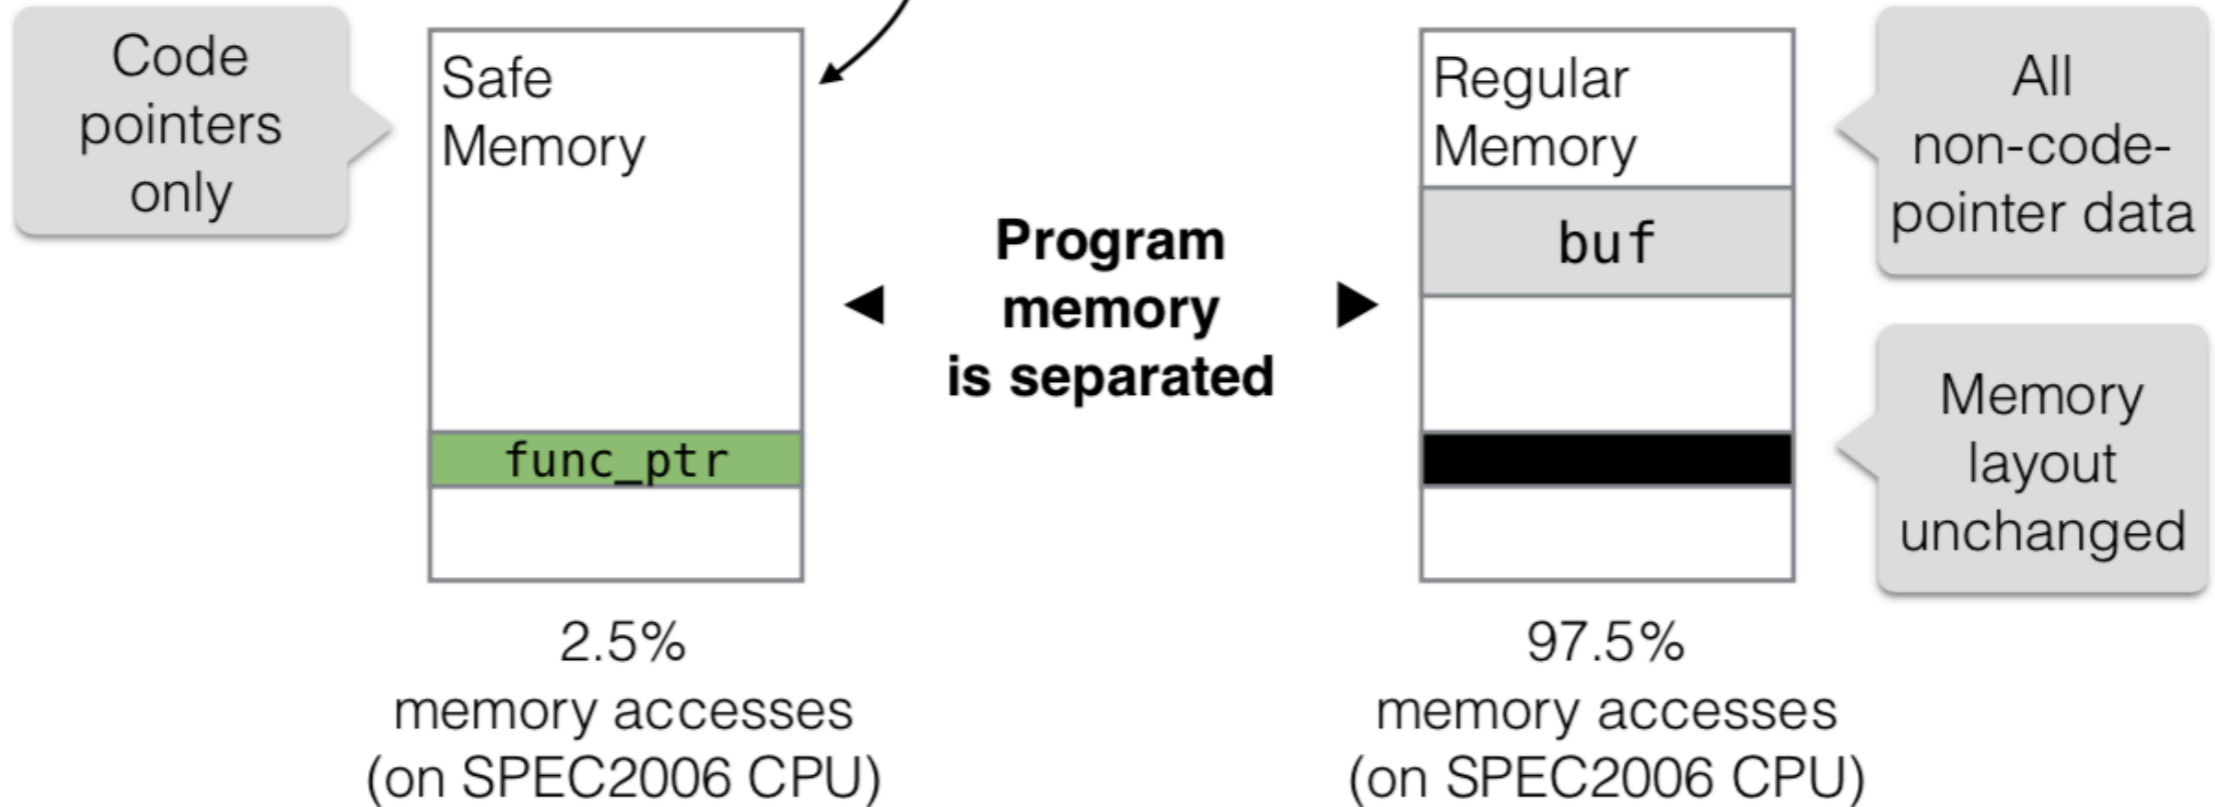 Code
pointers
only
Safe
Memory
func_ptr
2.5%
memory accesses
(on SPEC2006 CPU)
Program
memory
is separated
Regular
Memory
buf
97.5%
memory accesses
(on SPEC2006 CPU)
All
non-code-
pointer data
Memory
layout
unchanged